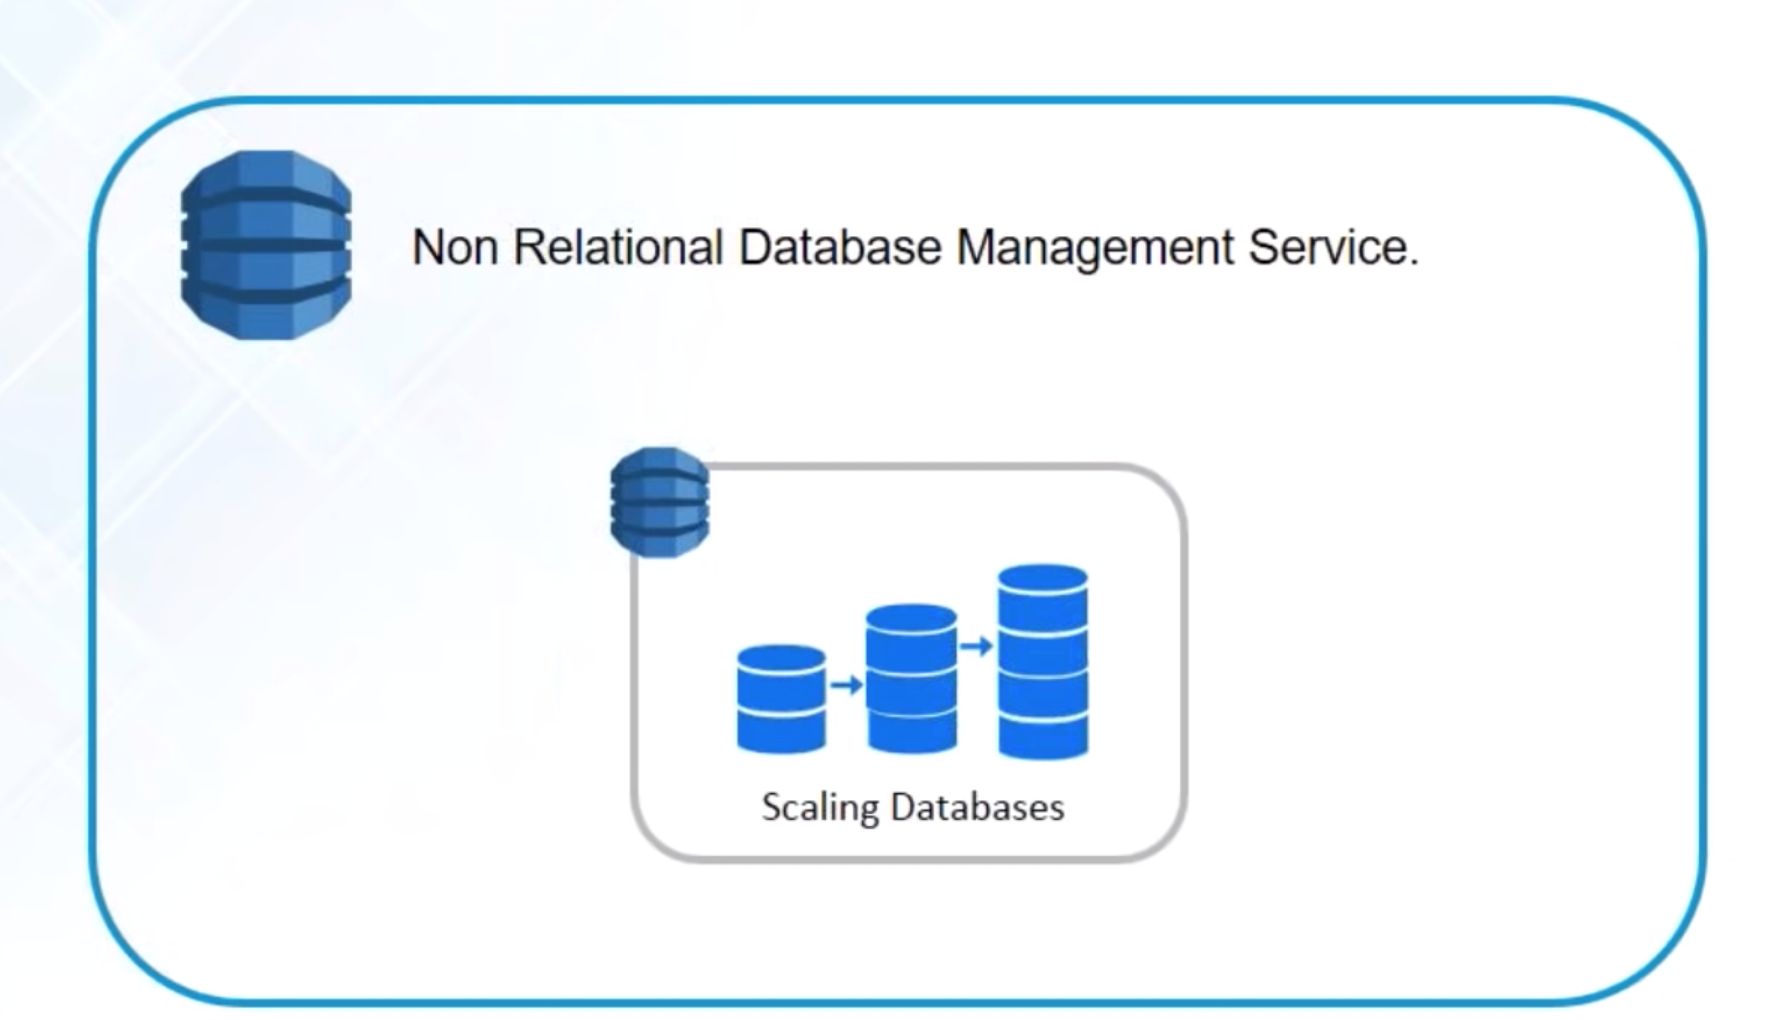 Non Relational Database Management Service.
Scaling Databases